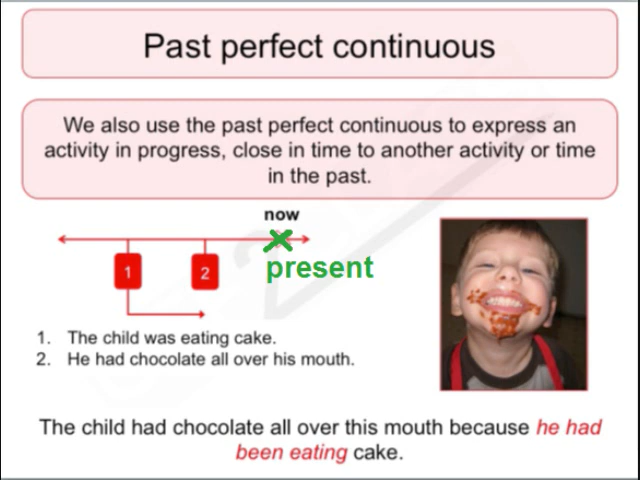 Past perfect continuous
We also use the past perfect continuous to express an
activity in progress, close in time to another activity or time
in the past.
now
present
1
2
1. The child was eating cake.
2. He had chocolate all over his mouth.
The child had chocolate all over this mouth because he had
been eating cake.